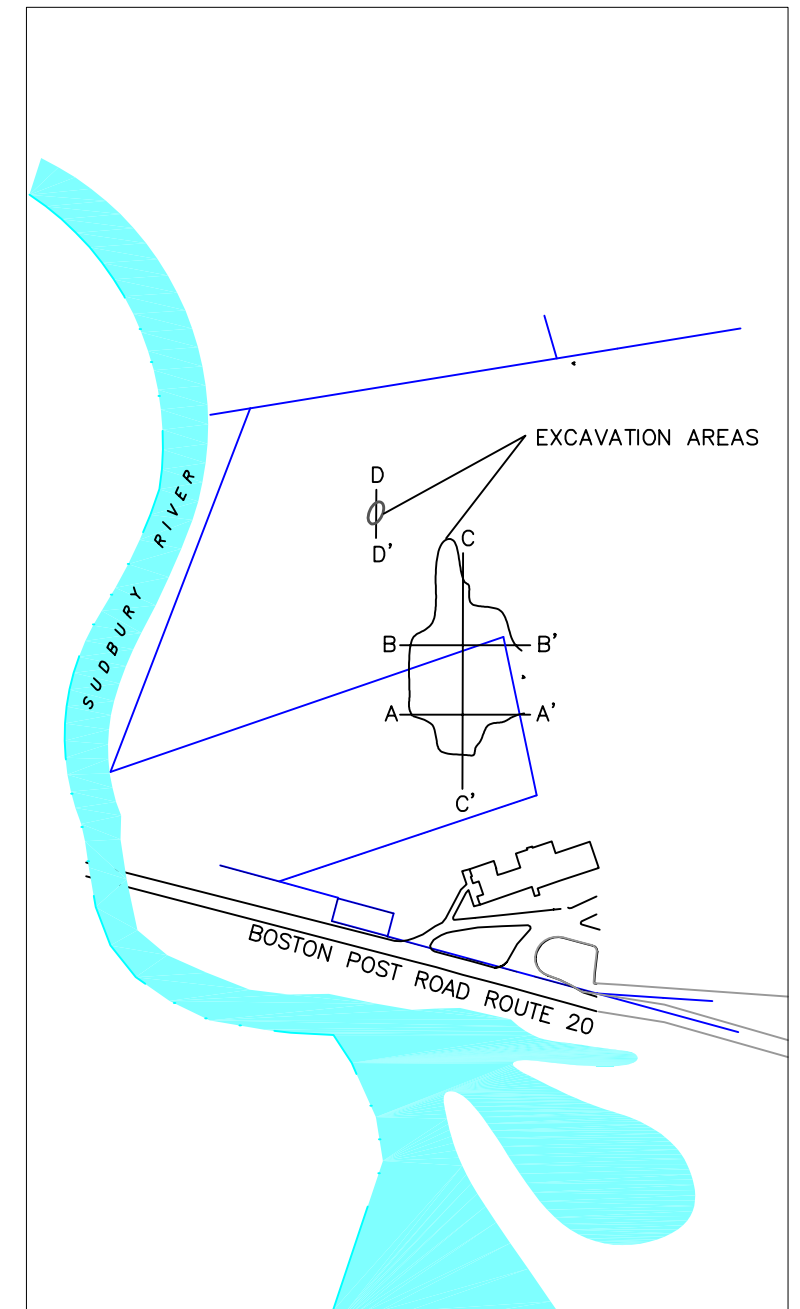 EXCAVATION AREAS
D
D'
C
SUDBURY RIVER
B
B'
A
A'
C'
BOSTON POST ROAD ROUTE 20